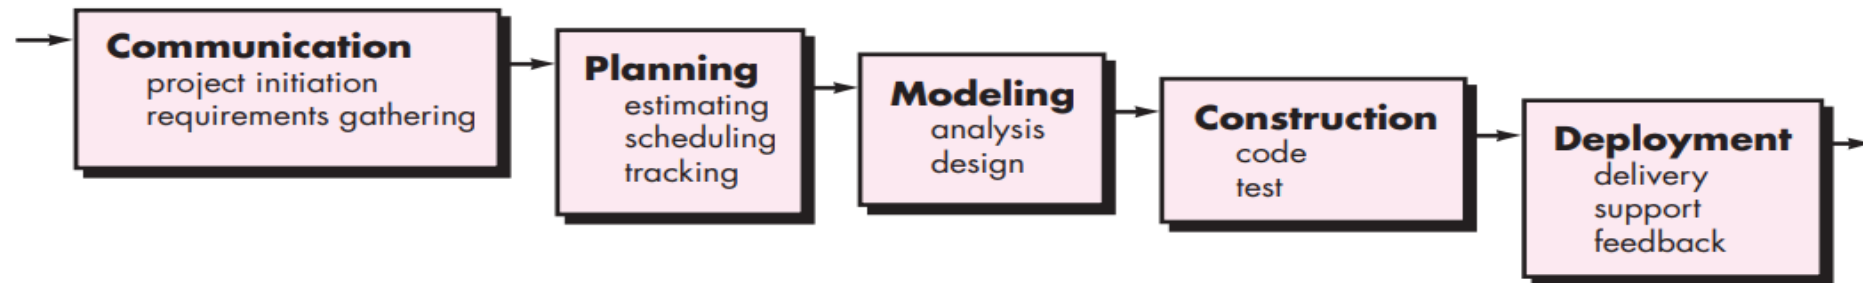 Communication
project initiation
requirements gathering
Planning
estimating
scheduling
tracking
Modeling
analysis
design
Construction
code
test
Deployment
delivery
support
feedback